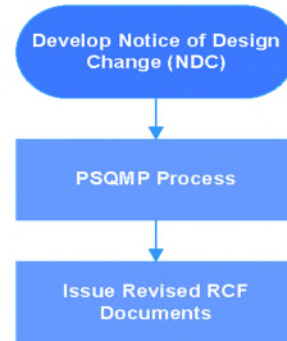 Develop Notice of Design
Change (NDC)
PSQMP Process
Issue Revised RCF
Documents